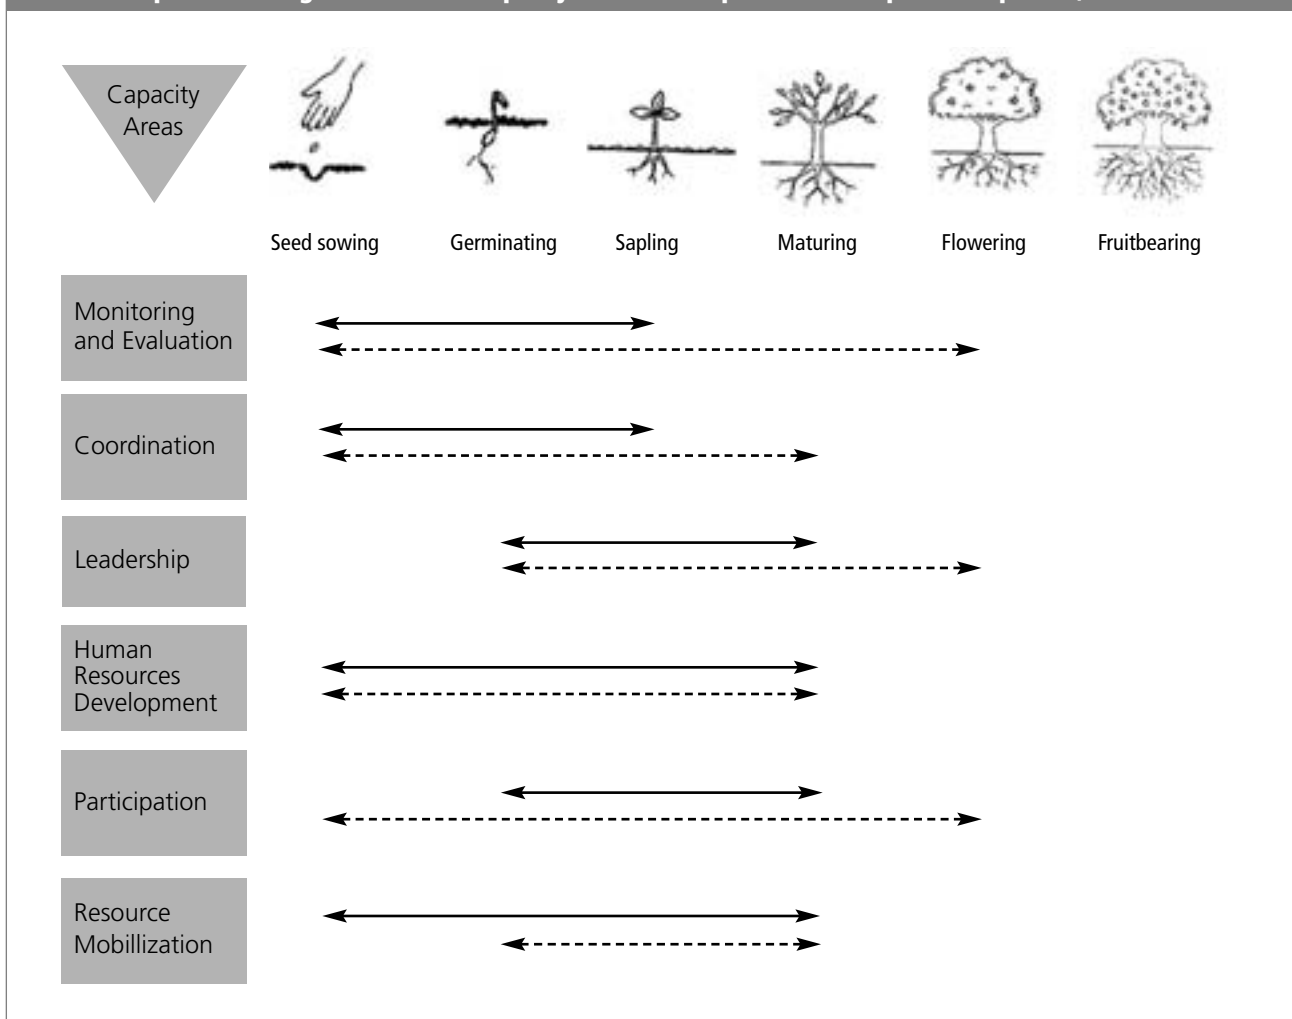 Capacity
Areas
Seed sowing
Germinating
Sapling
Maturing
Flowering
Fruitbearing
Monitoring
and Evaluation
Coordination
Leadership
Human
Resources
Development
Participation
Resource
Mobillization